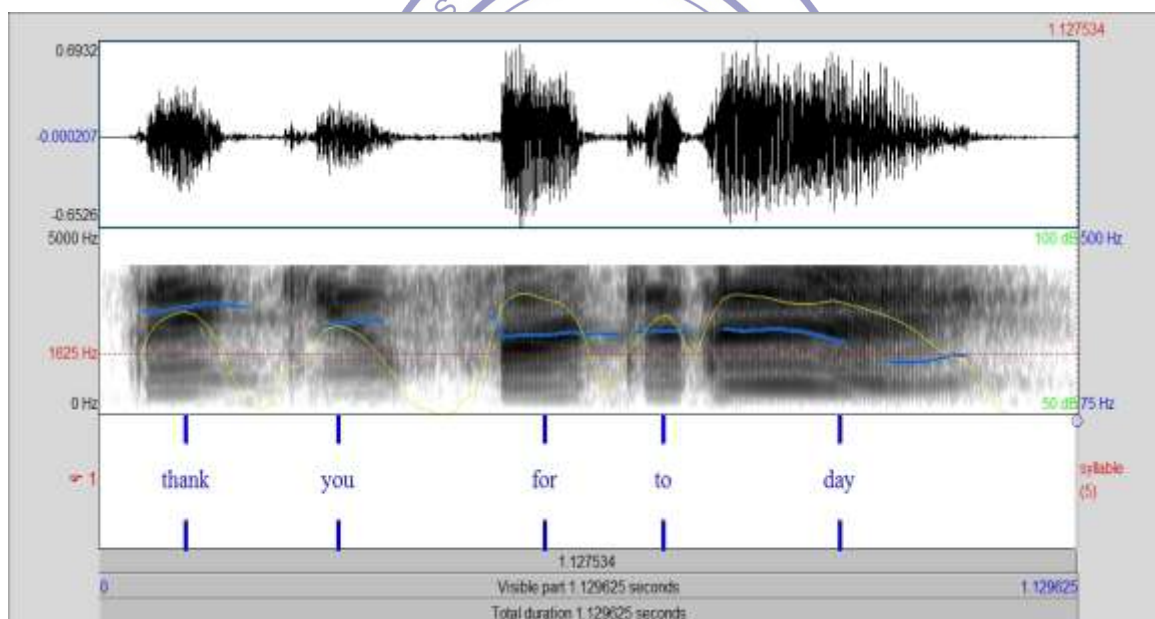 S
1.127534
0.6932
-0.000207
-0.6526
5000 Hz
100 dB 500 Hz
1625 Hz
0 Hz
50 dB 75 Hz
1
thank you for to day
syllable
(5)
1.127534
0 Visible part 1.129625 seconds 1.129625
Total duration 1.129625 seconds